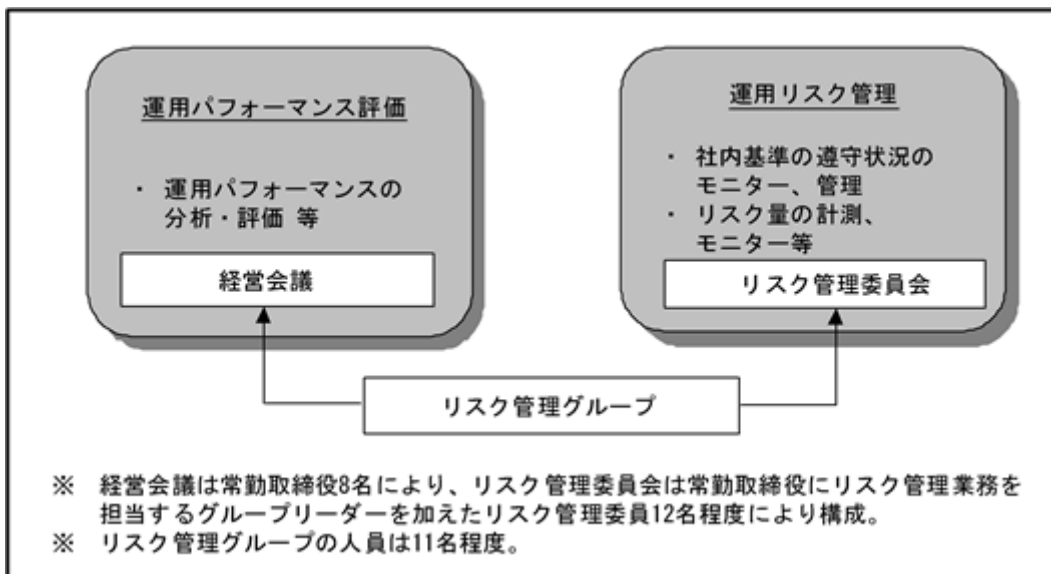 運用パフォーマンス評価
・ 運用パフォーマンスの
分析・評価 等
経営会議
運用リスク管理
・ 社内基準の遵守状況の
モニター、管理
・ リスク量の計測、
モニター等
リスク管理委員会
リスク管理グループ
※ 経営会議は常勤取締役8名により、リスク管理委員会は常勤取締役にリスク管理業務を
担当するグループリーダーを加えたリスク管理委員12名程度により構成。
※ リスク管理グループの人員は11名程度。